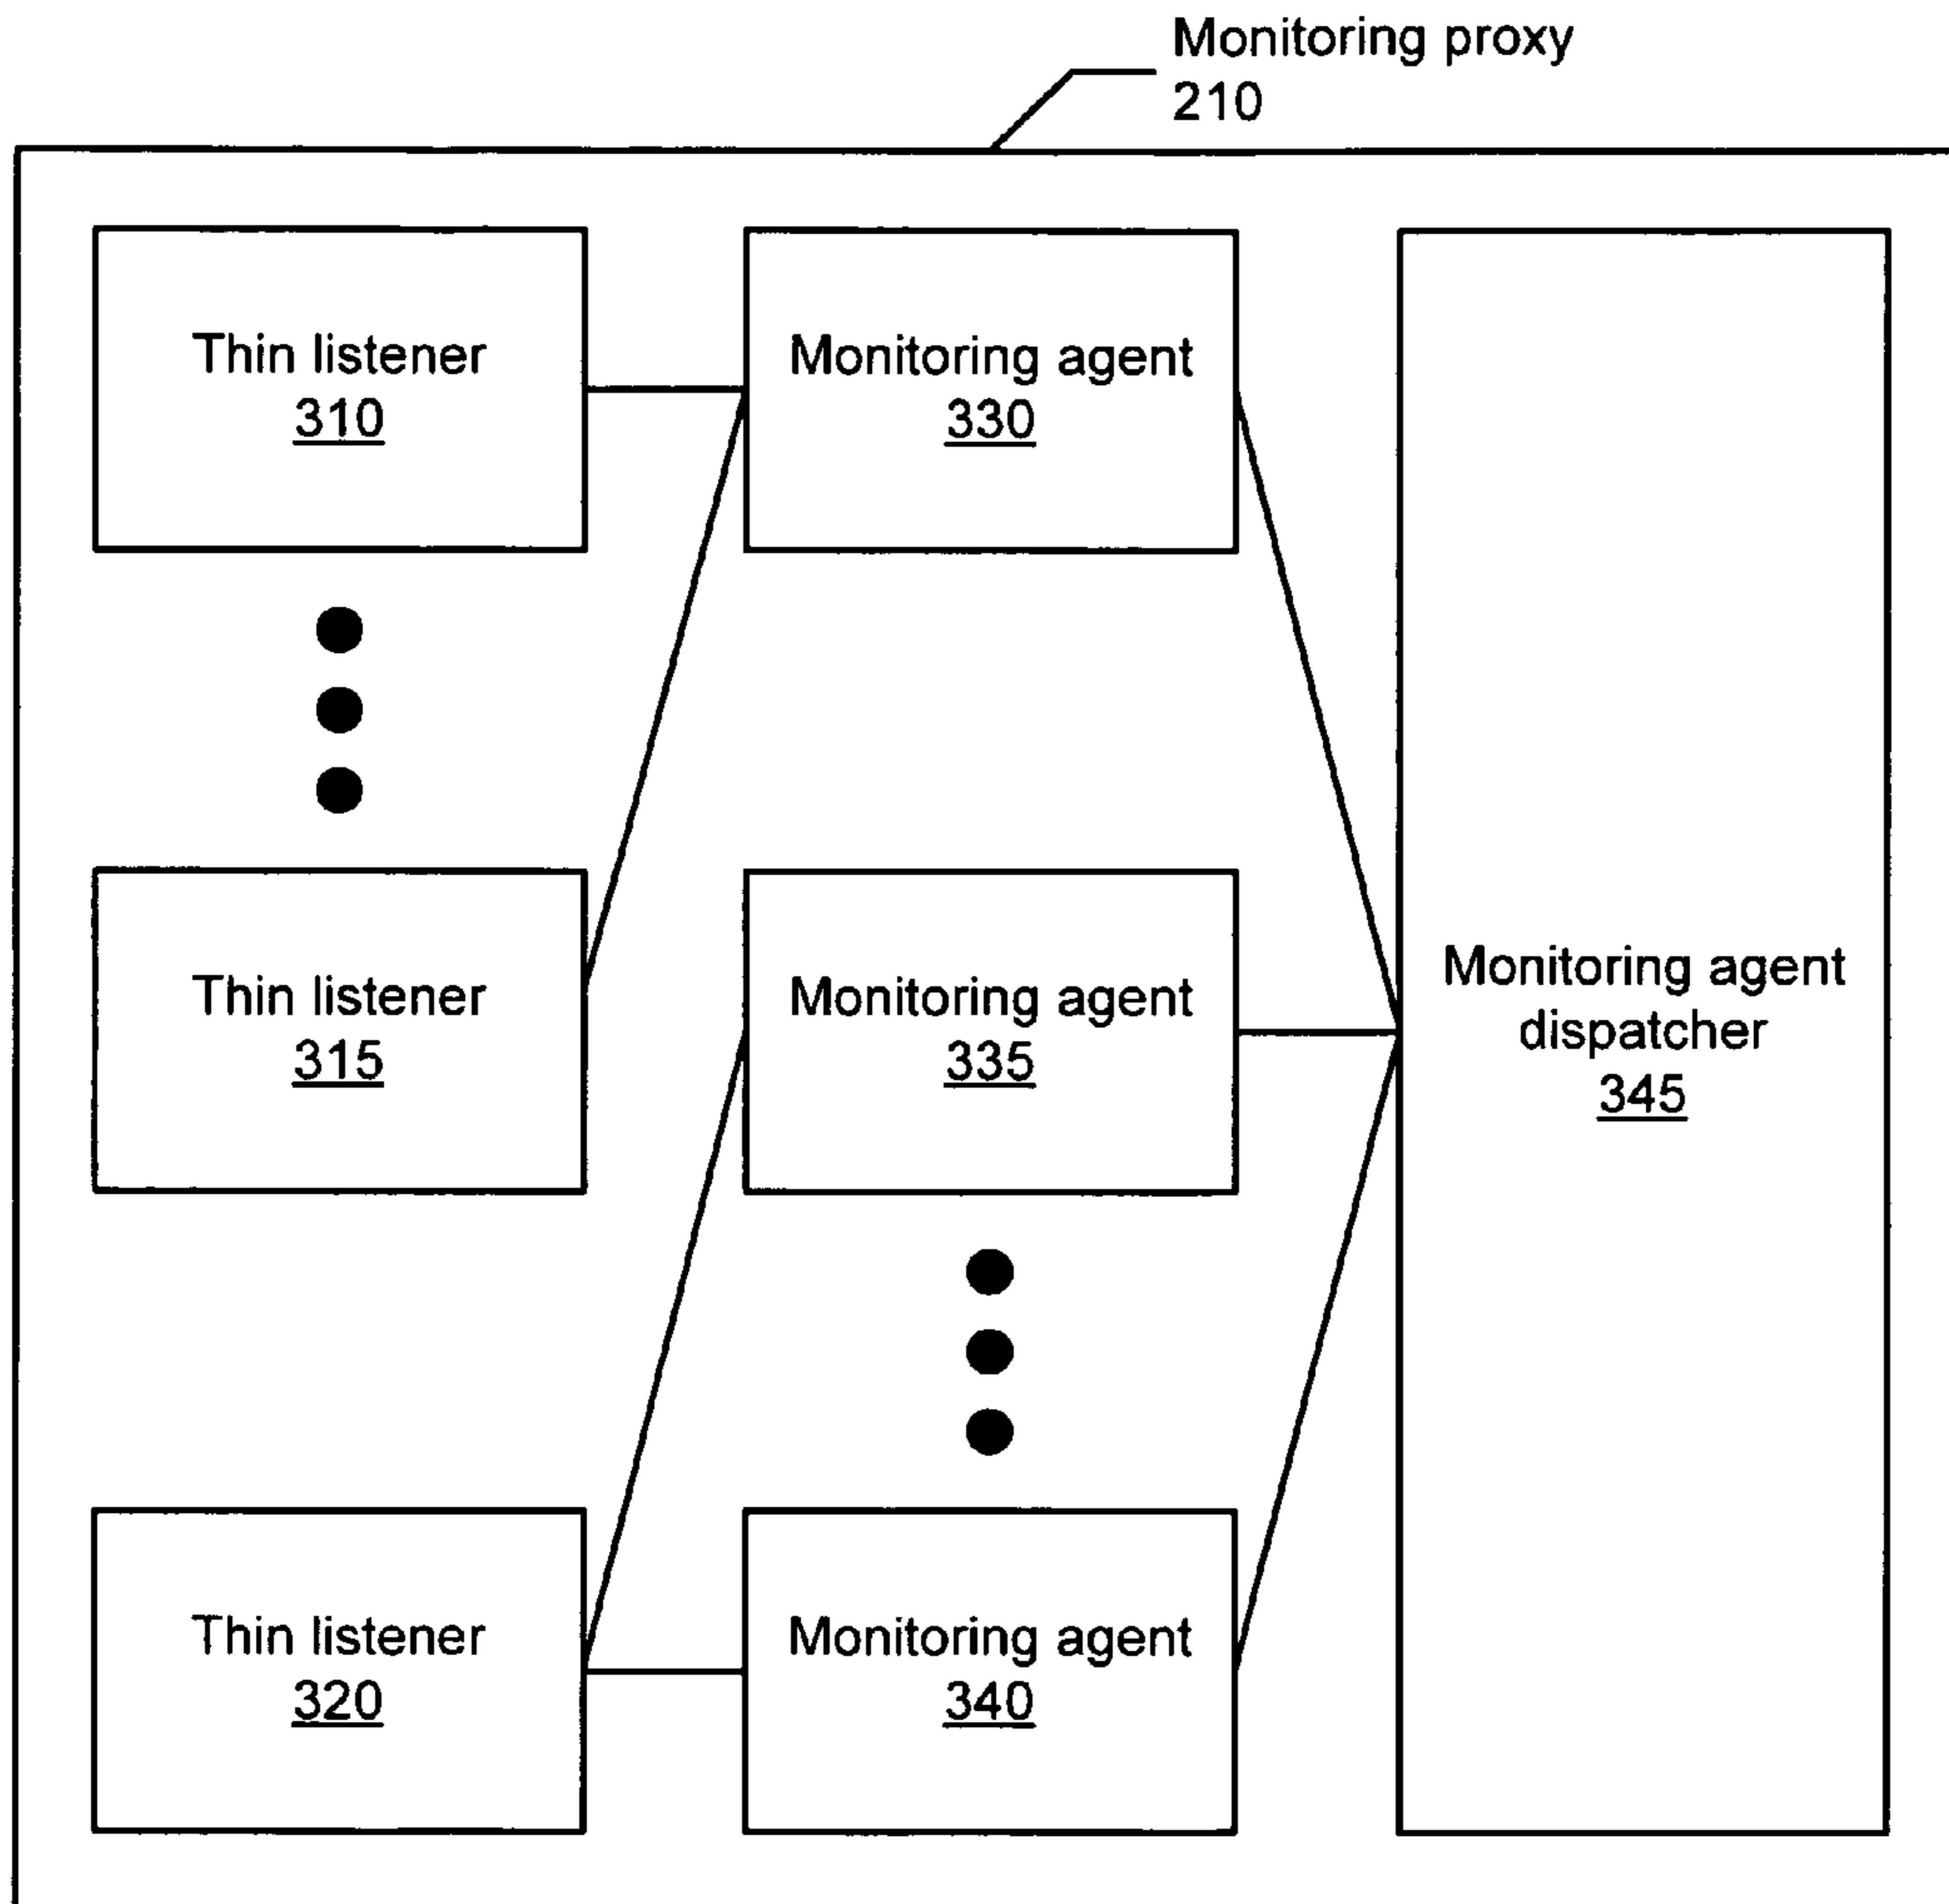 Monitoring proxy
210
Thin listener
310
Monitoring agent
330
Thin listener
315
Monitoring agent
335
Monitoring agent
dispatcher
345
Thin listener
320
Monitoring agent
340